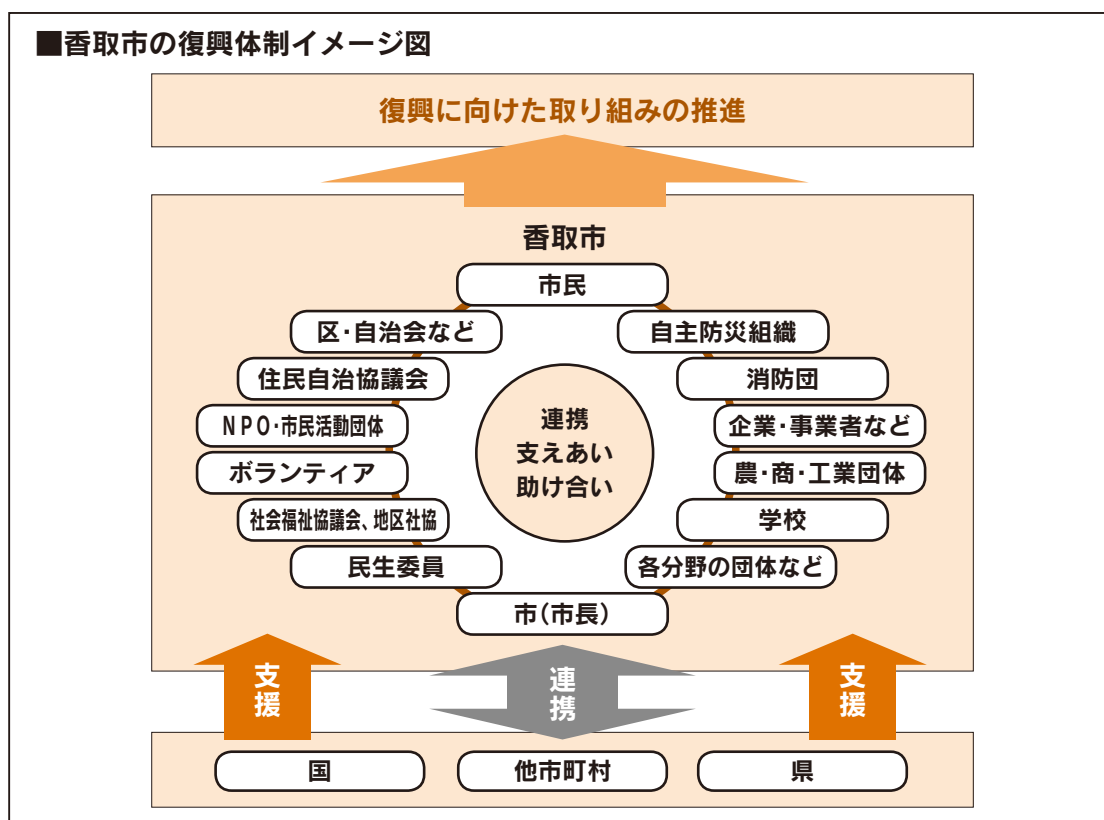 ■香取市の復興体制イメージ図
復興に向けた取り組みの推進
香取市
市民
区・自治会など
自主防災組織
住民自治協議会
消防団
NPO・市民活動団体
企業・事業者など
ボランティア
農・商・工業団体
社会福祉協議会、地区社協
学校
民生委員
各分野の団体など
市(市長)
連携
支えあい
助け合い
支援
連携
支援
国
他市町村
県